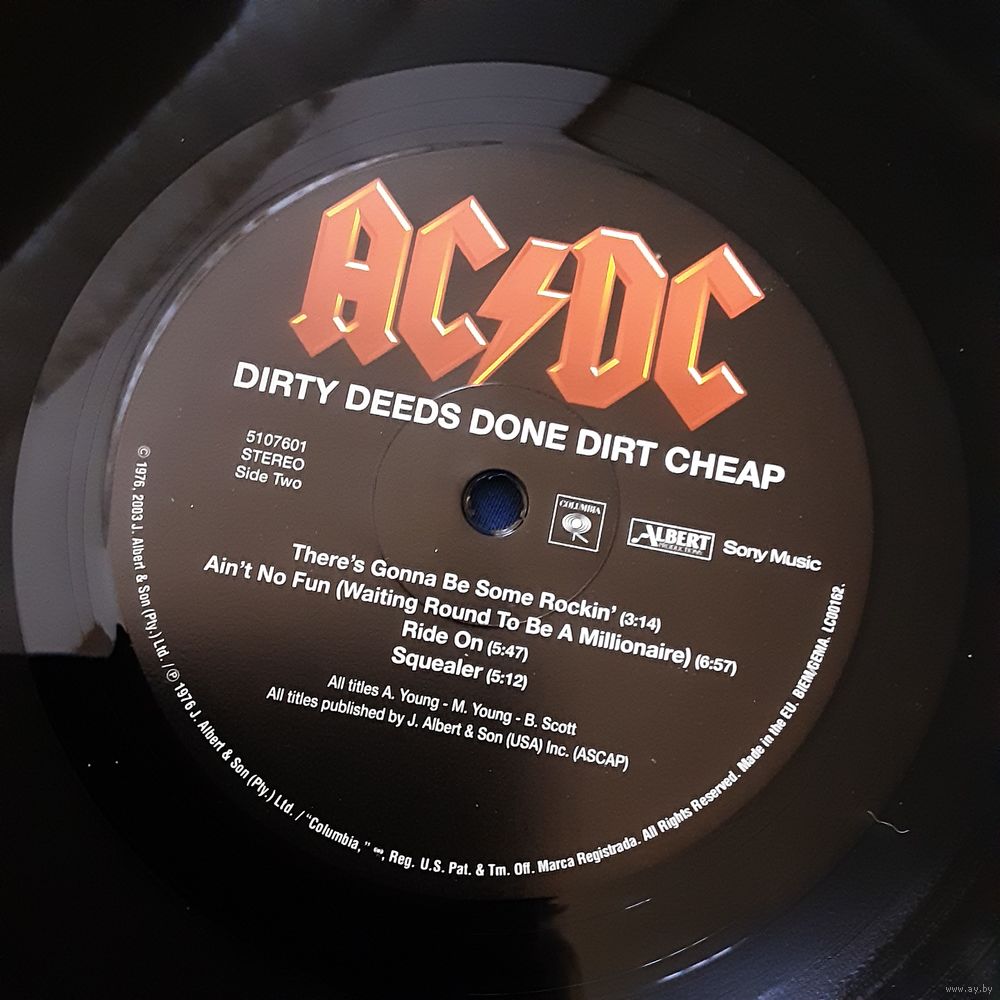 AC/DC
DIRTY DEEDS DONE DIRT CHEAP
5107601
STEREO
Side Two
COLUMBIA
ALBERT
PRODUCTIONS
Sony Music
There's Gonna Be Some Rockin' (3:14)
Ain't No Fun (Waiting Round To Be A Millionaire) (6:57)
Ride On (5:47)
Squealer (5:12)
All titles A. Young - M. Young - B. Scott
All titles published by J. Albert & Son (USA) Inc. (ASCAP)
© 1976, 2003 J. Albert & Son (Pty.) Ltd. / ℗ 1976 J. Albert & Son (Pty.) Ltd. / "Columbia," Reg. U.S. Pat. & Tm. Off. Marca Registrada. All Rights Reserved. Made in the EU. BIEM/GEMA. LC00162.
www.ay.by